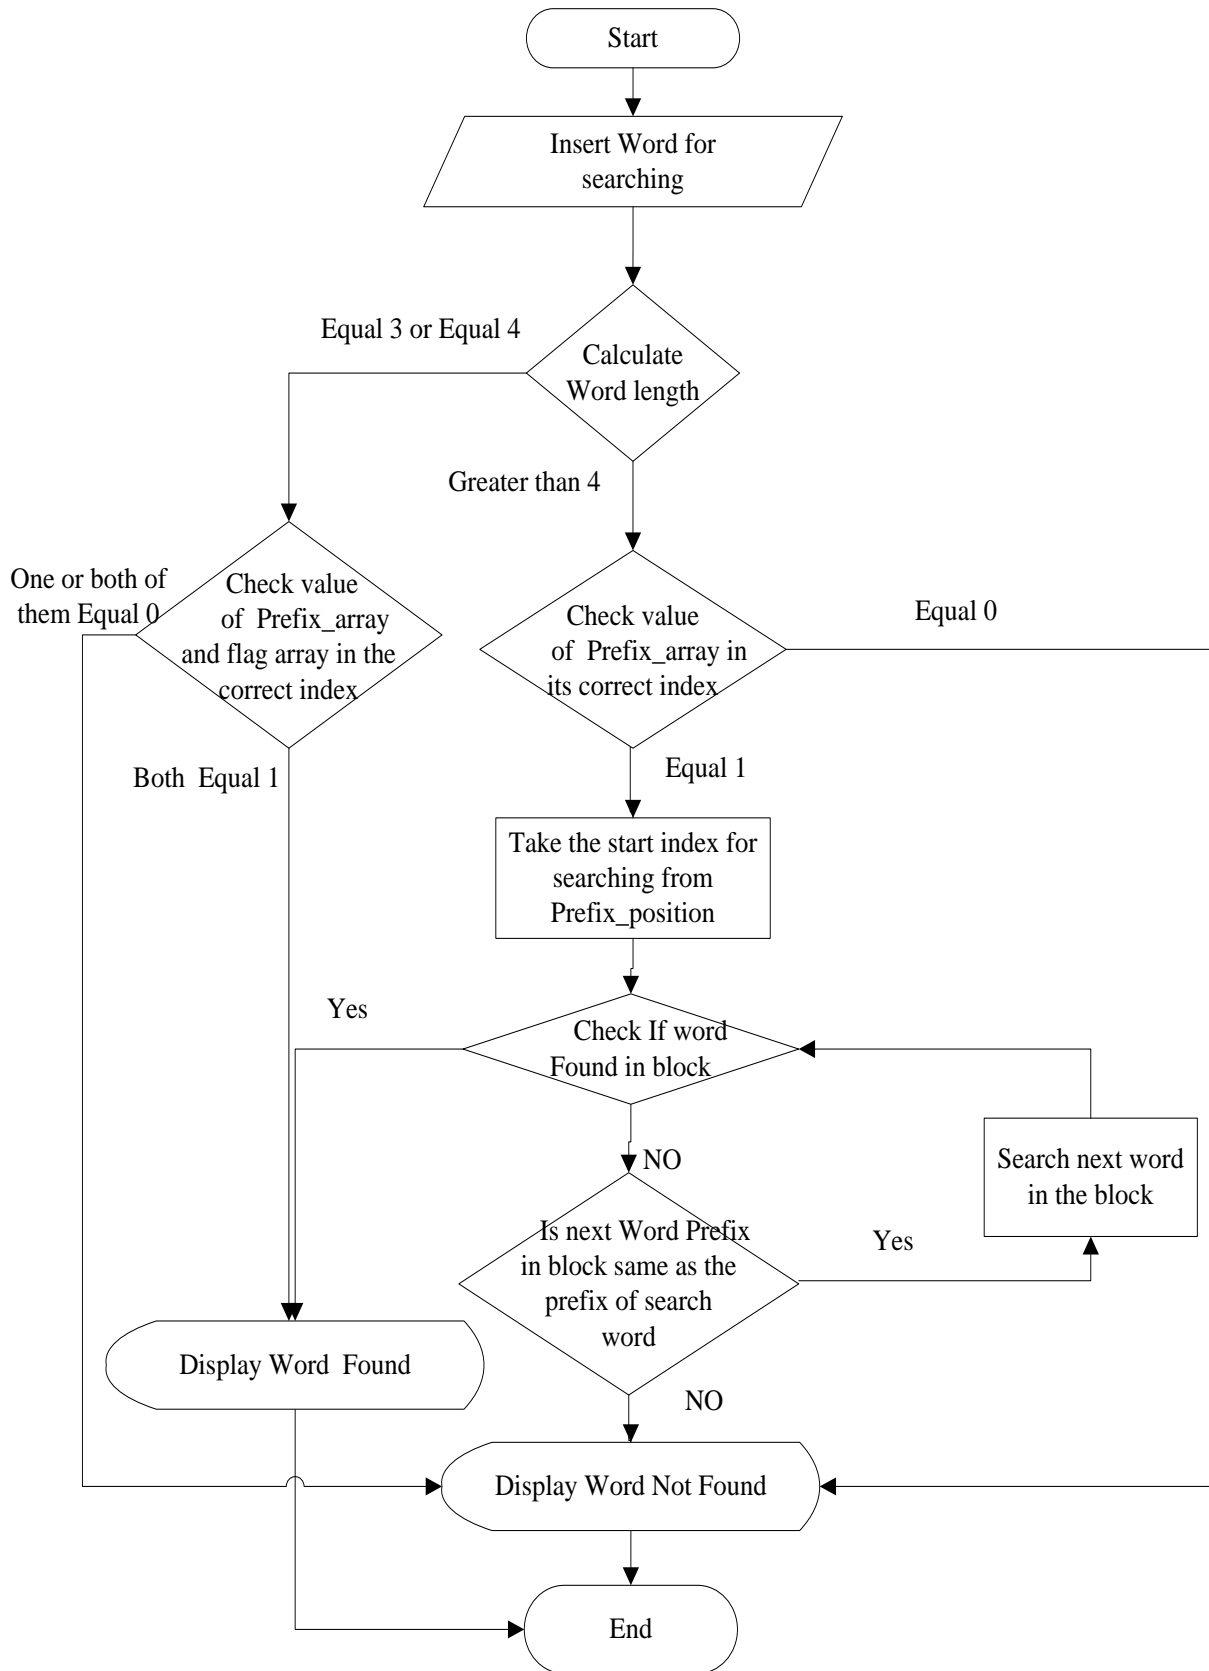 Start
Insert Word for
searching
Equal 3 or Equal 4
Calculate
Word length
Greater than 4
One or both of
them Equal 0
Check value
of Prefix_array
and flag array in the
correct index
Check value
of Prefix_array in
its correct index
Equal 0
Both Equal 1
Equal 1
Take the start index for
searching from
Prefix_position
Yes
Check If word
Found in block
NO
Search next word
in the block
Is next Word Prefix
in block same as the
prefix of search
word
Yes
Display Word Found
NO
Display Word Not Found
End